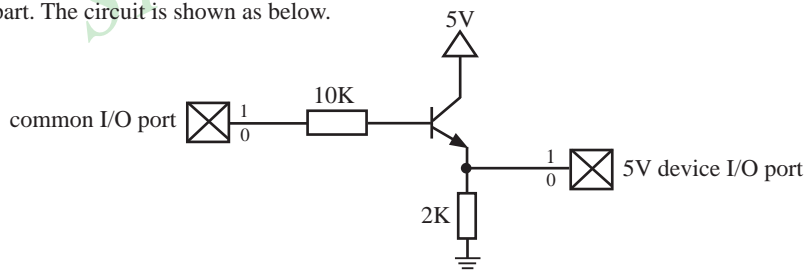 part. The circuit is shown as below.
5V
10K
common I/O port
1
0
1
0
5V device I/O port
2K